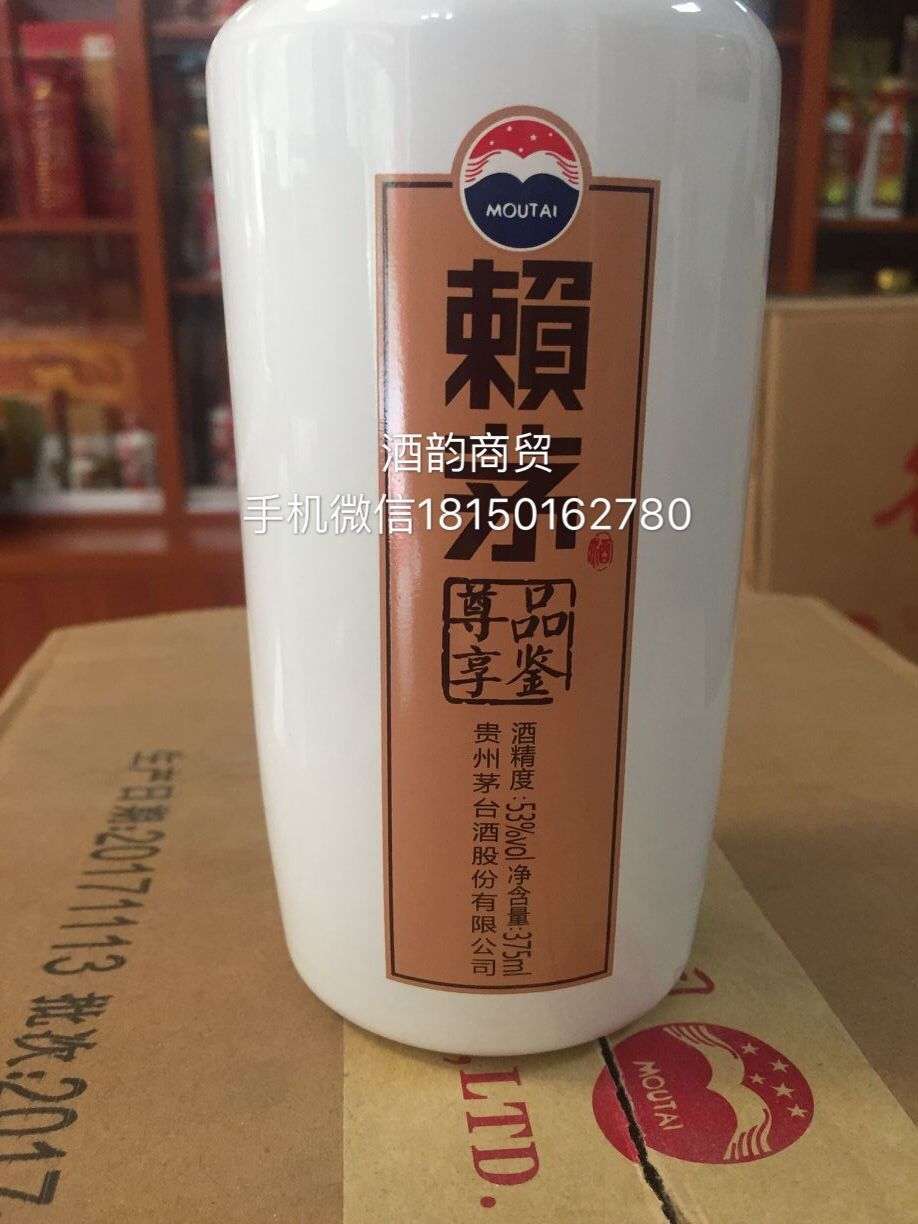 MOUTAI
賴
茅
酒韵商贸
手机微信18150162780
品鉴
尊享
酒精度:53%vol 净含量:375ml
贵州茅台酒股份有限公司
生产日期:20171113 批次:2017
LTD.
MOUTAI